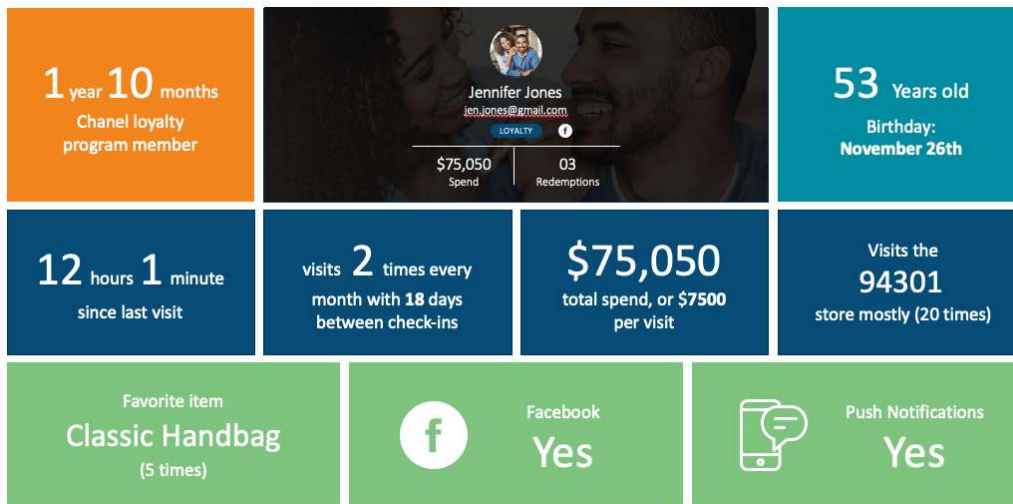 1 year 10 months
Chanel loyalty
program member
Jennifer Jones
jen.jones@gmail.com
LOYALTY f
$75,050
Spend
03
Redemptions
53 Years old
Birthday:
November 26th
12 hours 1 minute
since last visit
visits 2 times every
month with 18 days
between check-ins
$75,050
total spend, or $7500
per visit
Visits the
94301
store mostly (20 times)
Favorite item
Classic Handbag
(5 times)
f
Facebook
Yes
Push Notifications
Yes